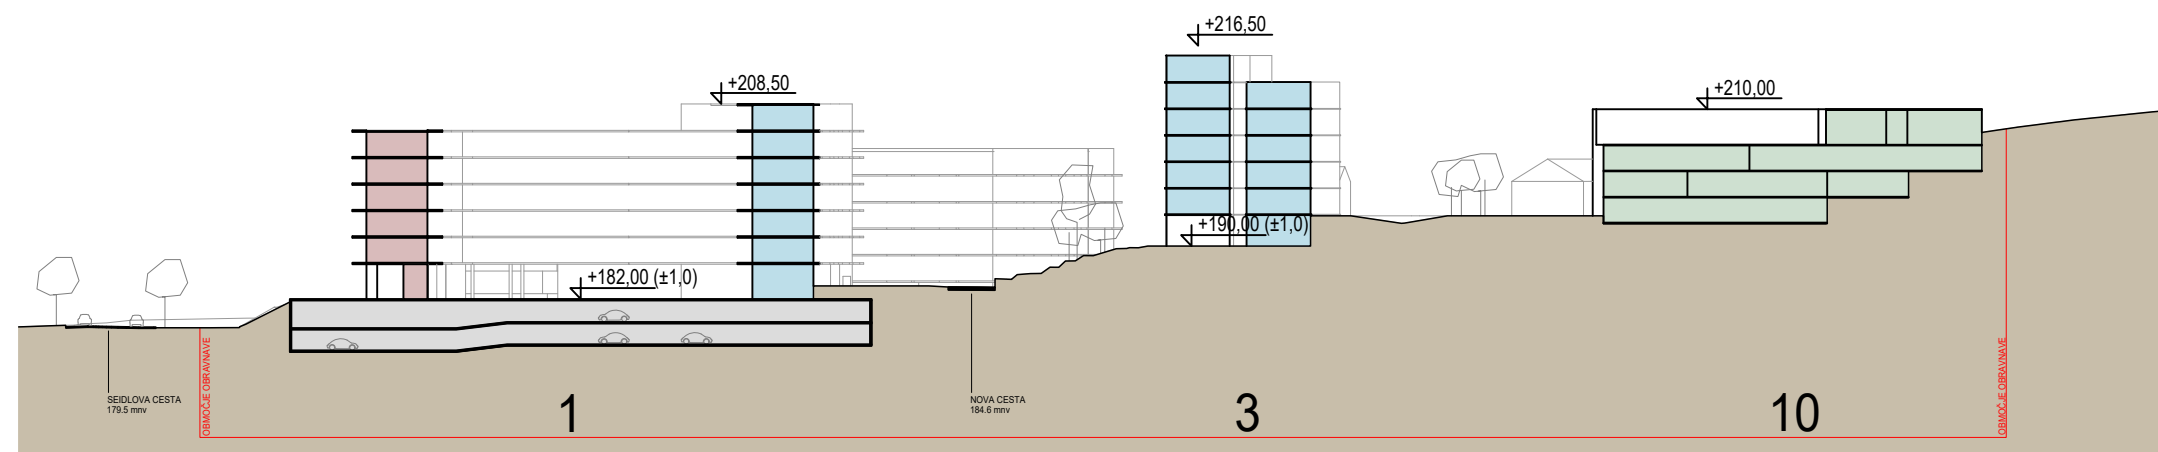 +216,50
+208,50
+210,00
+190,00 (±1,0)
+182,00 (±1,0)
SEIDLOVA CESTA
179.5 mnv
OBMOČJE OBRAVNAVE
1
NOVA CESTA
184.6 mnv
3
10
OBMOČJE OBRAVNAVE